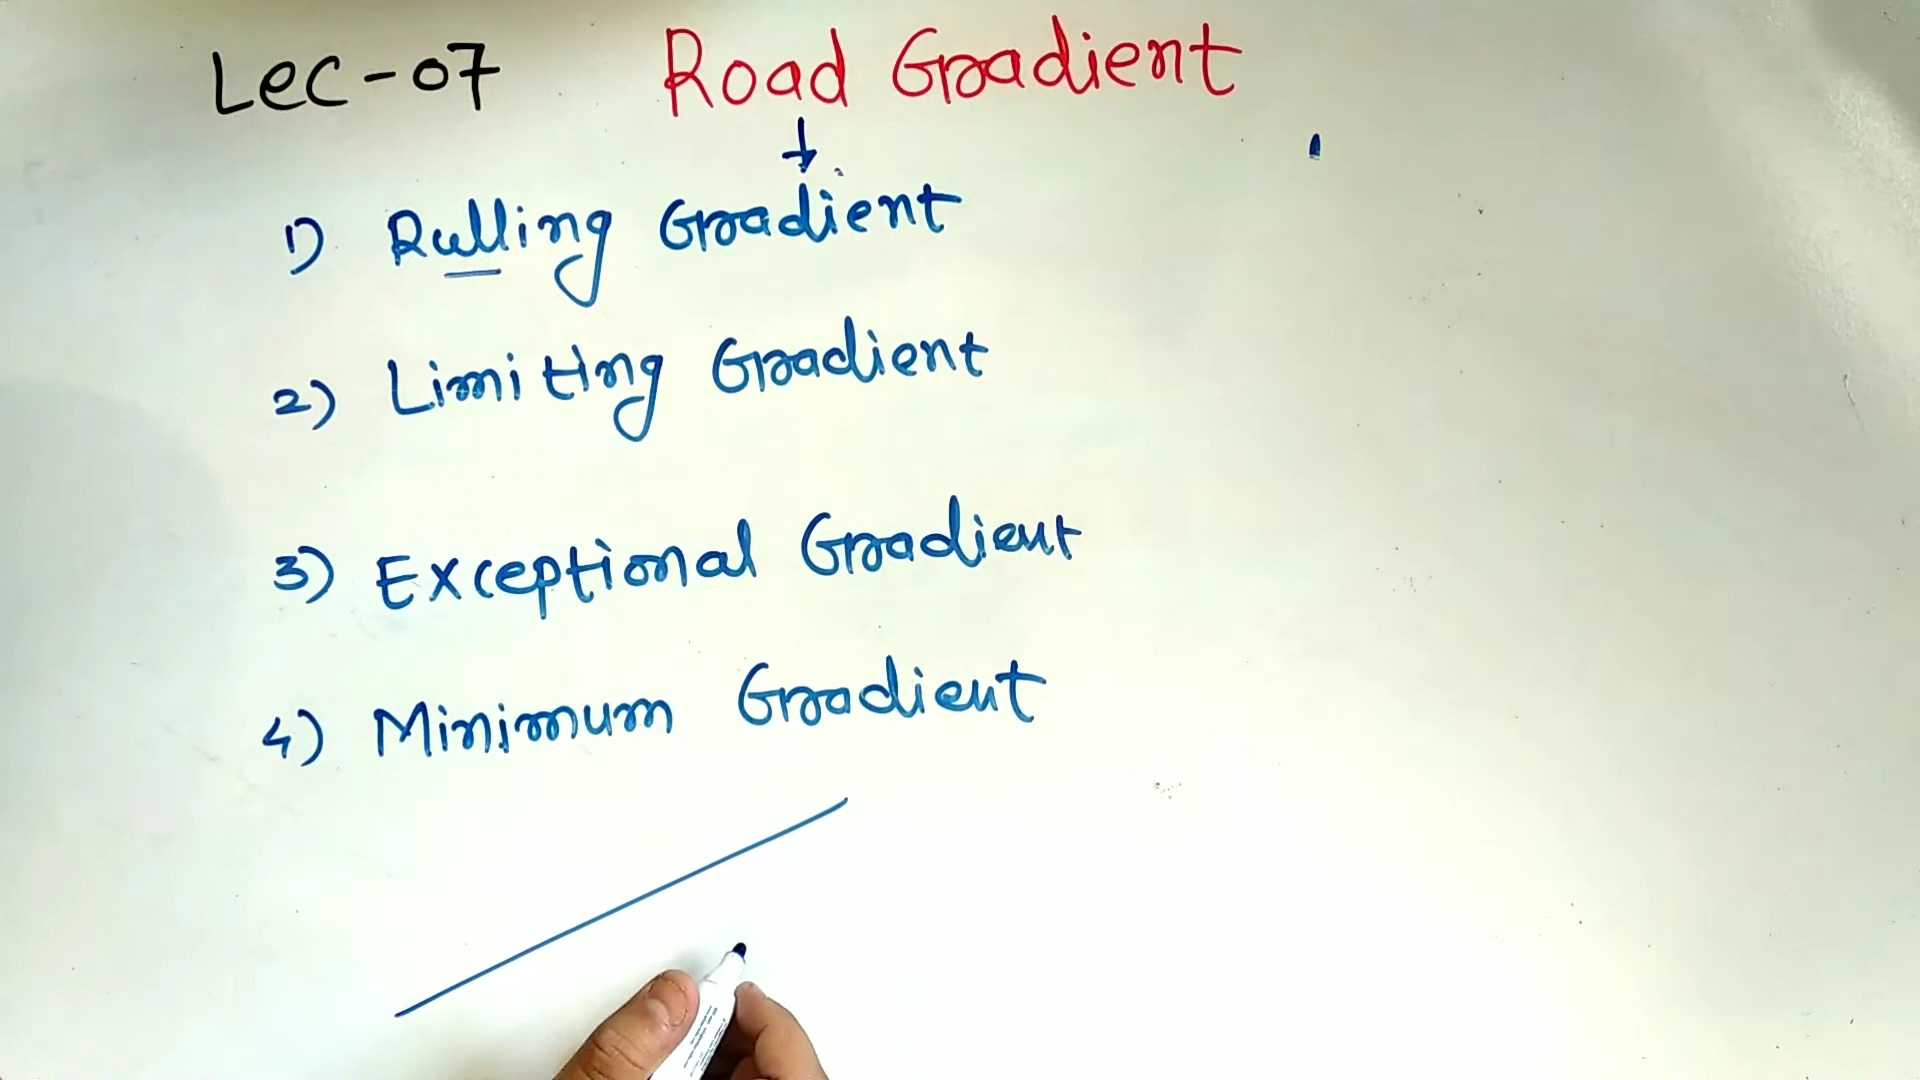 Lec-07 Road Gradient
1) Rulling Gradient
2) Limiting Gradient
3) Exceptional Gradient
4) Minimum Gradient